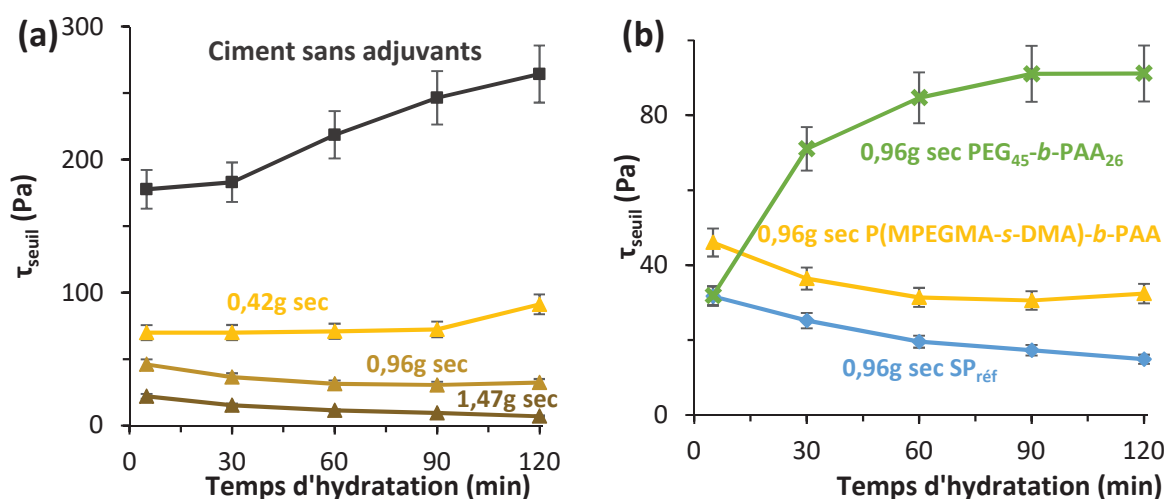 (a)
Ciment sans adjuvants
300
200
100
0
τseuil (Pa)
0,42g sec
0,96g sec
1,47g sec
0 30 60 90 120
Temps d'hydratation (min)
(b)
80
40
0
τseuil (Pa)
0,96g sec PEG45-b-PAA26
0,96g sec P(MPEGMA-s-DMA)-b-PAA
0,96g sec SPréf
0 30 60 90 120
Temps d'hydratation (min)